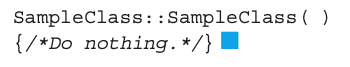 SampleClass::SampleClass( )
{/*Do nothing.*/}